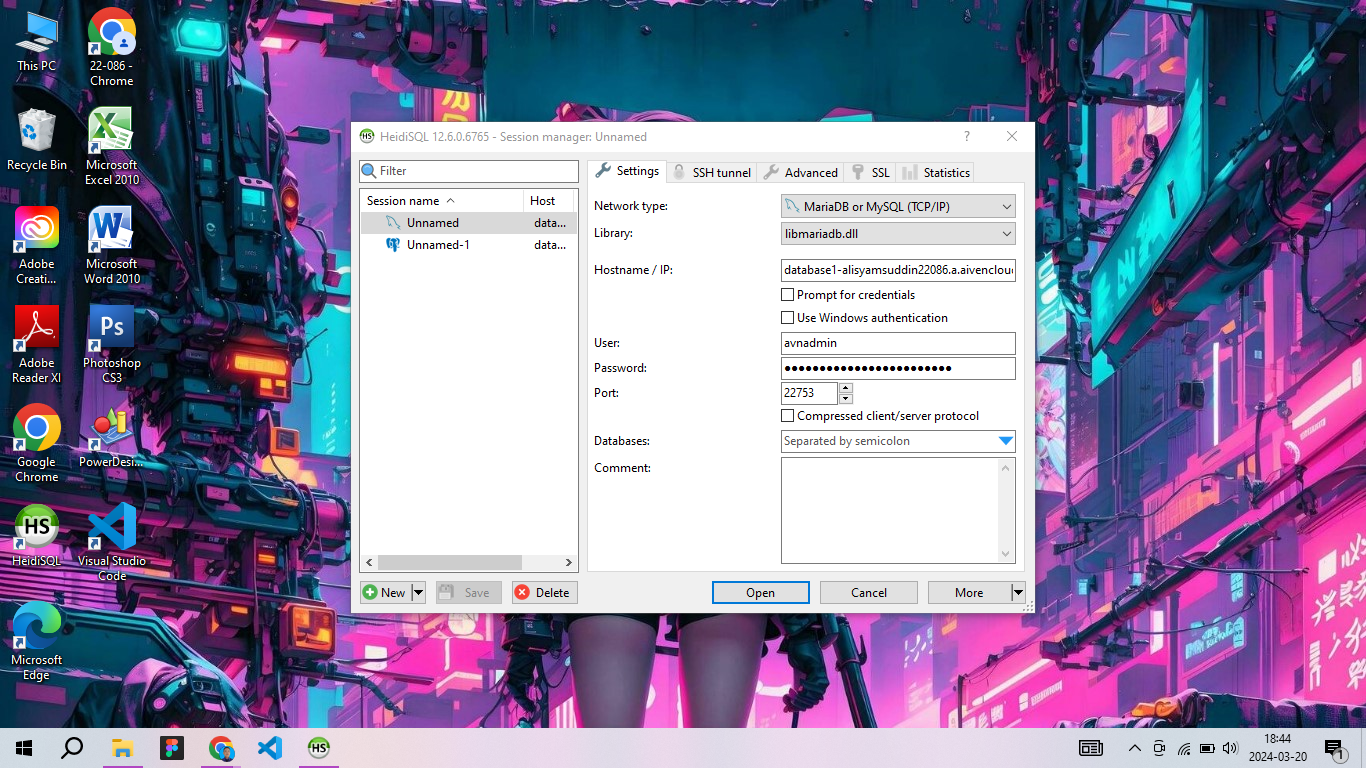 This PC
22-086 -
Chrome
Recycle Bin
Microsoft
Excel 2010
Adobe
Creati...
Microsoft
Word 2010
Adobe
Reader XI
Photoshop
CS3
Google
Chrome
PowerDesi...
HeidiSQL
Visual Studio
Code
Microsoft
Edge
HeidiSQL 12.6.0.6765 - Session manager: Unnamed
Filter
Session name
Host
Unnamed
data...
Unnamed-1
data...
Settings
SSH tunnel
Advanced
SSL
Statistics
Network type:
MariaDB or MySQL (TCP/IP)
Library:
libmariadb.dll
Hostname / IP:
database1-alisyamsuddin22086.a.aivenclou
Prompt for credentials
Use Windows authentication
User:
avnadmin
Password:
●●●●●●●●●●●●●●●●●●●●●●●●
Port:
22753
Compressed client/server protocol
Databases:
Separated by semicolon
Comment:
New
Save
Delete
Open
Cancel
More
18:44
2024-03-20
1